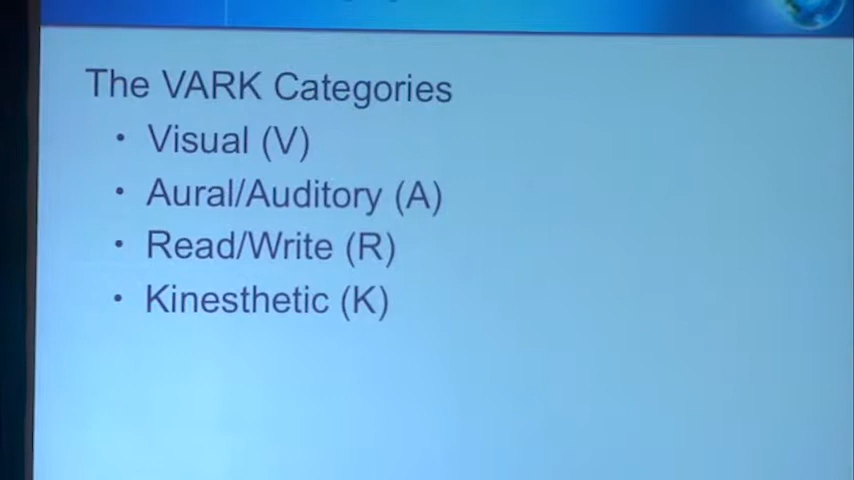 The VARK Categories
• Visual (V)
• Aural/Auditory (A)
• Read/Write (R)
• Kinesthetic (K)